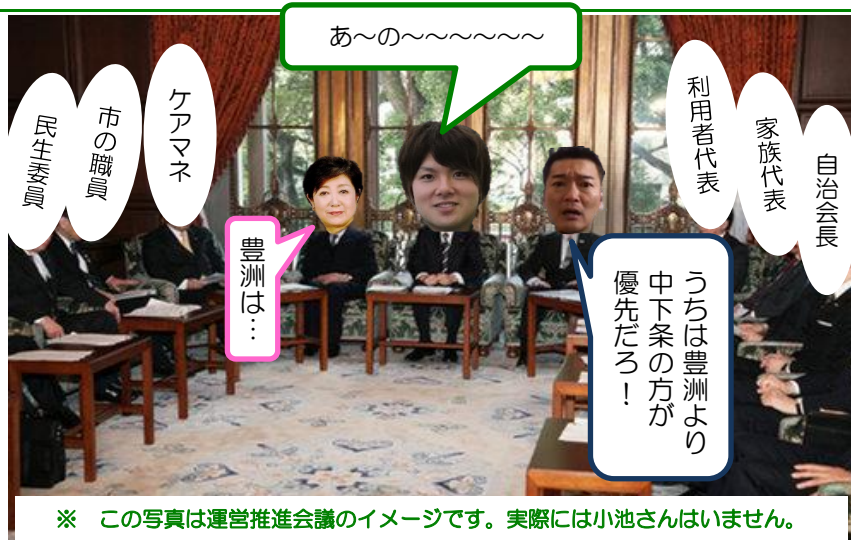 あ～の～～～～～～
民生委員
市の職員
ケアマネ
利用者代表
家族代表
自治会長
豊洲は…
うちは豊洲より
中下条の方が
優先だろ！
※　この写真は運営推進会議のイメージです。実際には小池さんはいません。